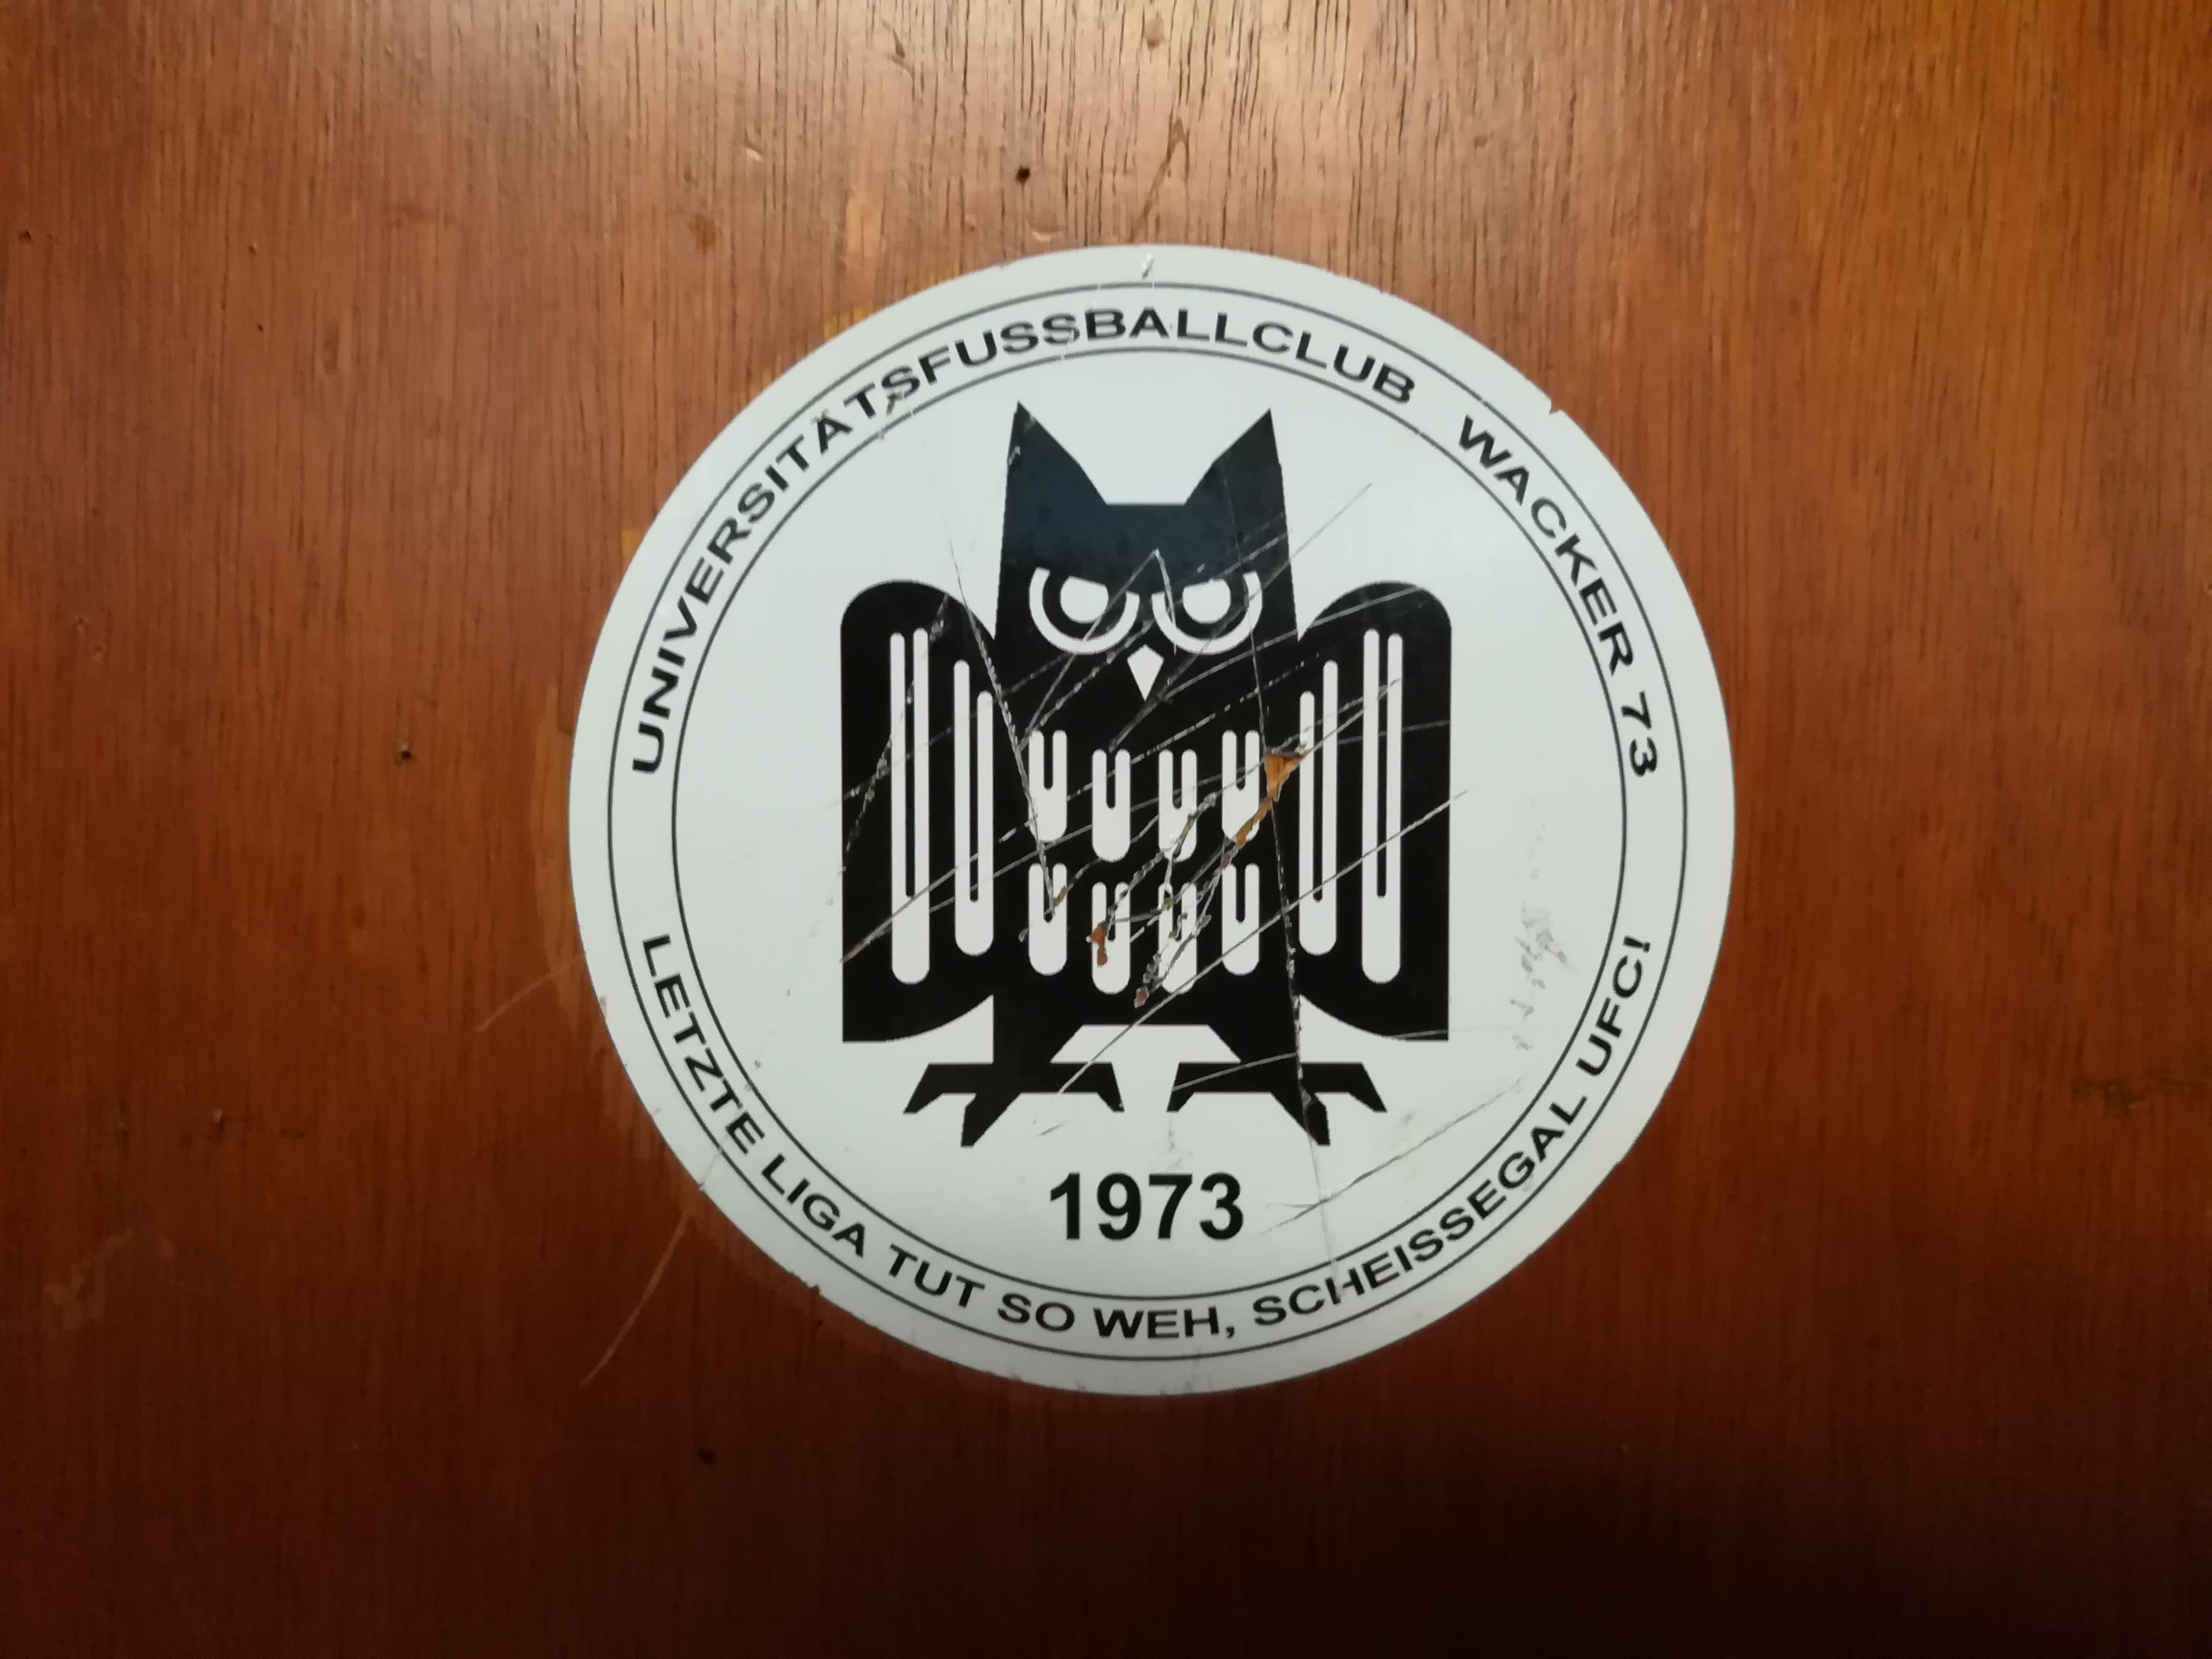 UNIVERSITÄTSFUSSBALLCLUB WACKER 73
1973
LETZTE LIGA TUT SO WEH, SCHEISSEGAL UFC!